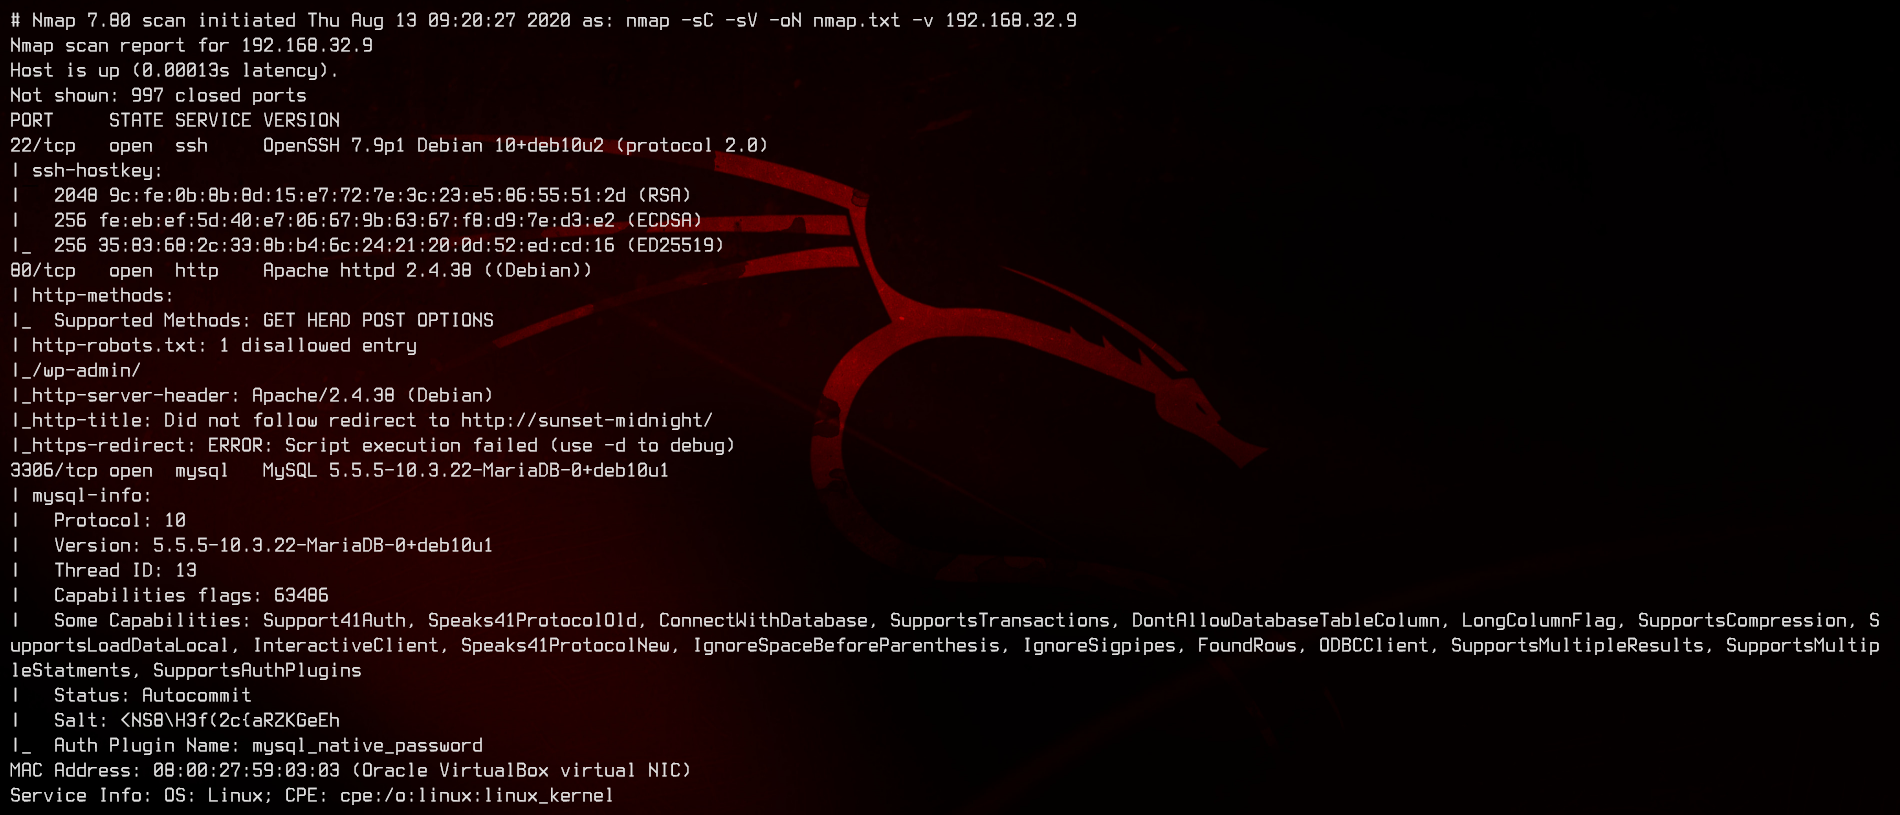 # Nmap 7.80 scan initiated Thu Aug 13 09:20:27 2020 as: nmap -sC -sV -oN nmap.txt -v 192.168.32.9
Nmap scan report for 192.168.32.9
Host is up (0.00013s latency).
Not shown: 997 closed ports
PORT     STATE SERVICE VERSION
22/tcp   open  ssh     OpenSSH 7.9p1 Debian 10+deb10u2 (protocol 2.0)
| ssh-hostkey:
|   2048 9c:fe:0b:8b:8d:15:e7:72:7e:3c:23:e5:86:55:51:2d (RSA)
|   256 fe:eb:ef:5d:40:e7:06:67:9b:63:67:f8:d9:7e:d3:e2 (ECDSA)
|_  256 35:83:68:2c:33:8b:b4:6c:24:21:20:0d:52:ed:cd:16 (ED25519)
80/tcp   open  http    Apache httpd 2.4.38 ((Debian))
| http-methods:
|_  Supported Methods: GET HEAD POST OPTIONS
| http-robots.txt: 1 disallowed entry
|_/wp-admin/
|_http-server-header: Apache/2.4.38 (Debian)
|_http-title: Did not follow redirect to http://sunset-midnight/
|_https-redirect: ERROR: Script execution failed (use -d to debug)
3306/tcp open  mysql   MySQL 5.5.5-10.3.22-MariaDB-0+deb10u1
| mysql-info:
|   Protocol: 10
|   Version: 5.5.5-10.3.22-MariaDB-0+deb10u1
|   Thread ID: 13
|   Capabilities flags: 63486
|   Some Capabilities: Support41Auth, Speaks41ProtocolOld, ConnectWithDatabase, SupportsTransactions, DontAllowDatabaseTableColumn, LongColumnFlag, SupportsCompression, S
upportsLoadDataLocal, InteractiveClient, Speaks41ProtocolNew, IgnoreSpaceBeforeParenthesis, IgnoreSigpipes, FoundRows, ODBCClient, SupportsMultipleResults, SupportsMultip
leStatments, SupportsAuthPlugins
|   Status: Autocommit
|   Salt: <NS8\H3f(2c{aRZKGeEh
|_  Auth Plugin Name: mysql_native_password
MAC Address: 08:00:27:59:03:03 (Oracle VirtualBox virtual NIC)
Service Info: OS: Linux; CPE: cpe:/o:linux:linux_kernel